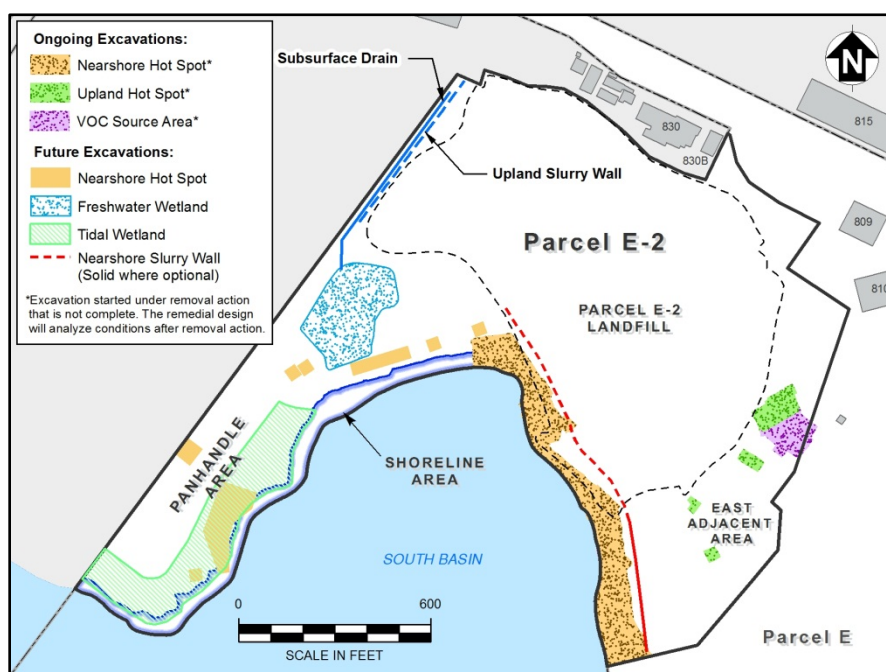 Ongoing Excavations:
Nearshore Hot Spot*
Upland Hot Spot*
VOC Source Area*
Future Excavations:
Nearshore Hot Spot
Freshwater Wetland
Tidal Wetland
Nearshore Slurry Wall
(Solid where optional)
*Excavation started under removal action
that is not complete. The remedial design
will analyze conditions after removal action.
Subsurface Drain
Upland Slurry Wall
N
830
830B
815
809
810
Parcel E-2
PARCEL E-2
LANDFILL
PANHANDLE
AREA
SHORELINE
AREA
EAST
ADJACENT
AREA
SOUTH BASIN
0
600
SCALE IN FEET
Parcel E